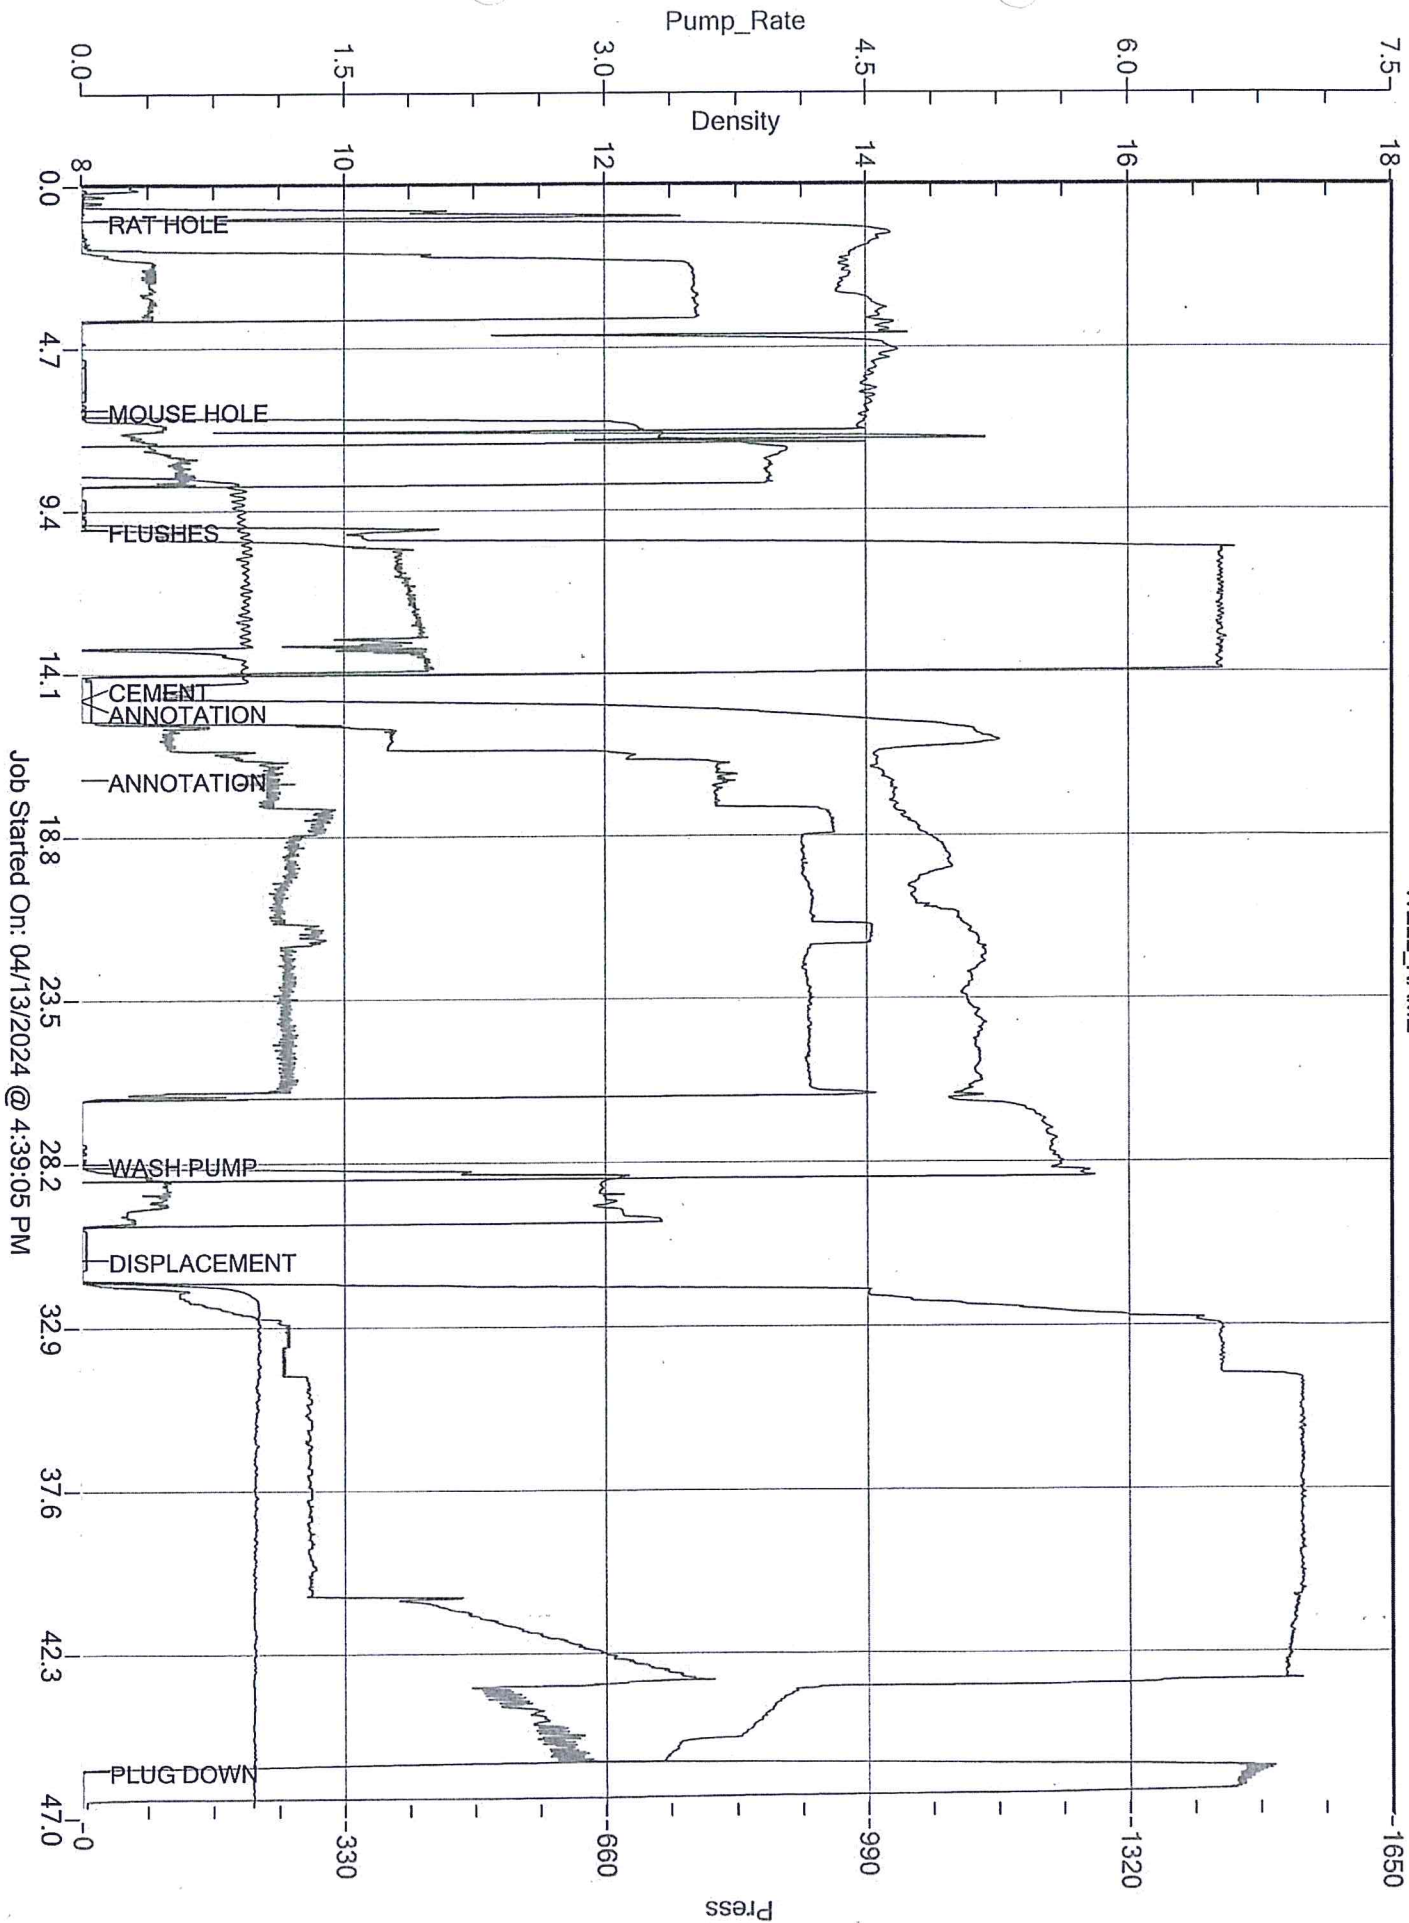 Pump_Rate
0.0 1.5 3.0 4.5 6.0 7.5
Density
8 10 12 14 16 18
0.0
RAT HOLE
4.7
MOUSE HOLE
9.4
FLUSHES
14.1
CEMENT
ANNOTATION
ANNOTATION
18.8
23.5
28.2
WASH PUMP
DISPLACEMENT
32.9
37.6
42.3
PLUG DOWN
47.0
0 330 660 990 1320 1650
Press
Job Started On: 04/13/2024 @ 4:39:05 PM